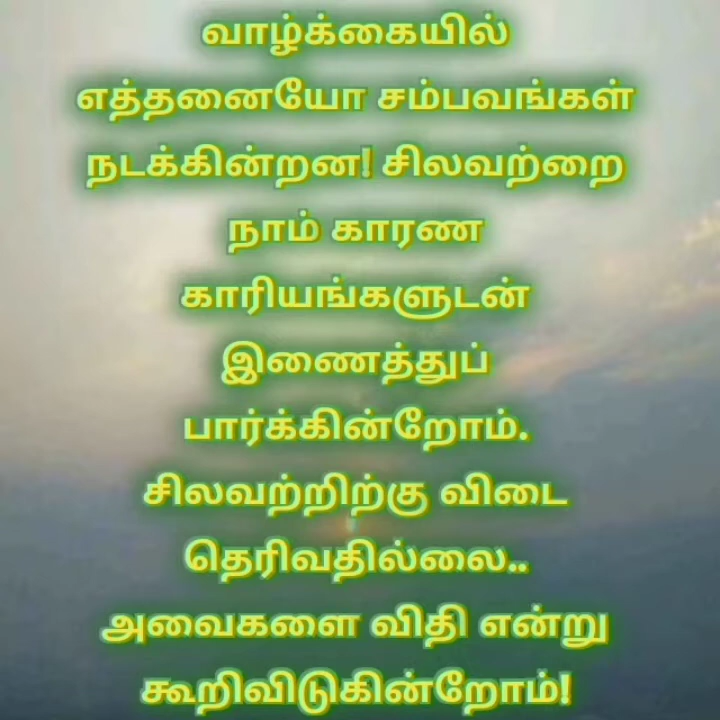 வாழ்க்கையில்
எத்தனையோ சம்பவங்கள்
நடக்கின்றன! சிலவற்றை
நாம் காரண
காரியங்களுடன்
இணைத்துப்
பார்க்கின்றோம்.
சிலவற்றிற்கு விடை
தெரிவதில்லை..
அவைகளை விதி என்று
கூறிவிடுகின்றோம்!